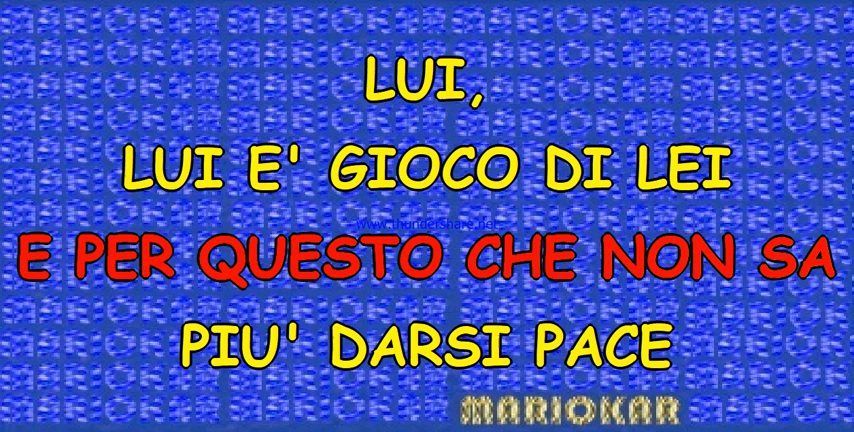 LUI,
LUI E' GIOCO DI LEI
www.thundershare.net
E PER QUESTO CHE NON SA
PIU' DARSI PACE
MARIOKAR